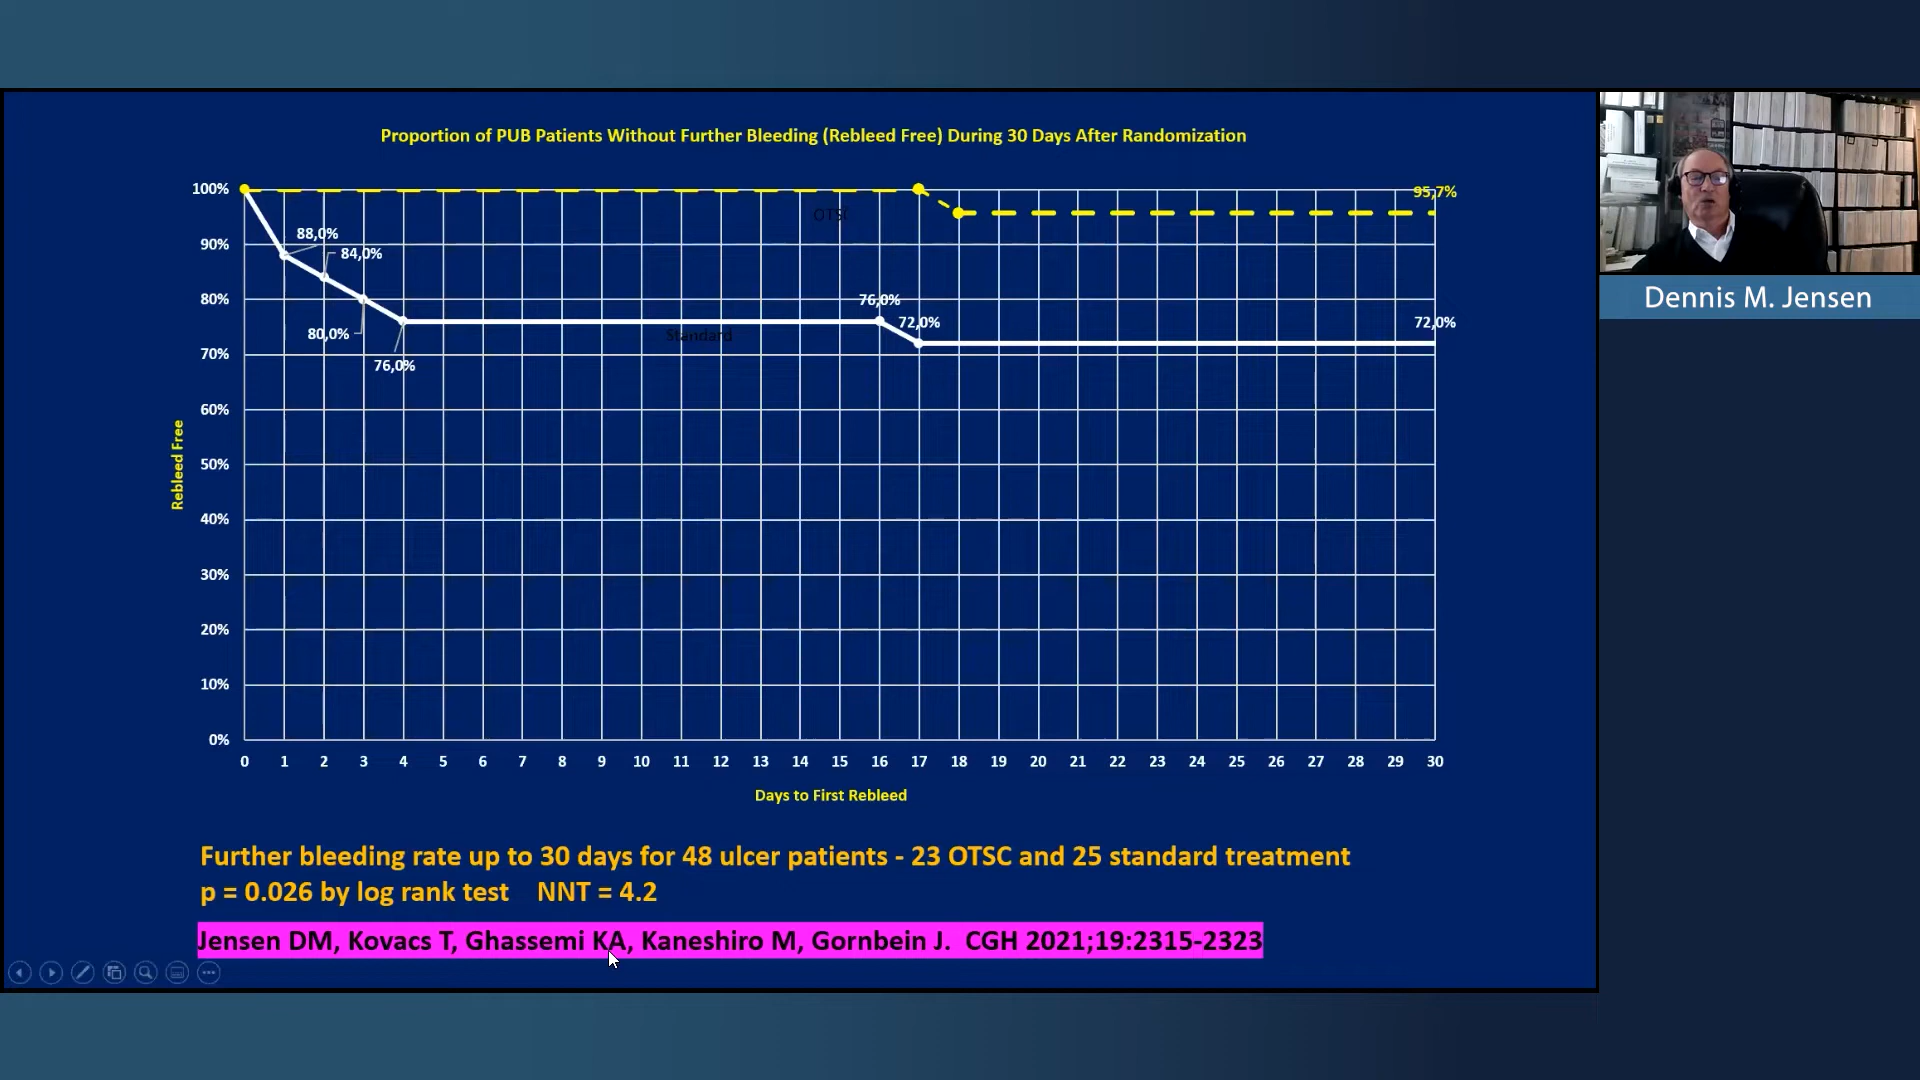 Proportion of PUB Patients Without Further Bleeding (Rebleed Free) During 30 Days After Randomization
100%
90%
80%
70%
60%
50%
40%
30%
20%
10%
0%
Rebleed Free
95,7%
OTSC
88,0%
84,0%
80,0%
76,0%
Standard
76,0%
72,0%
72,0%
0 1 2 3 4 5 6 7 8 9 10 11 12 13 14 15 16 17 18 19 20 21 22 23 24 25 26 27 28 29 30
Days to First Rebleed
Further bleeding rate up to 30 days for 48 ulcer patients - 23 OTSC and 25 standard treatment
p = 0.026 by log rank test NNT = 4.2
Jensen DM, Kovacs T, Ghassemi KA, Kaneshiro M, Gornbein J. CGH 2021;19:2315-2323
Dennis M. Jensen